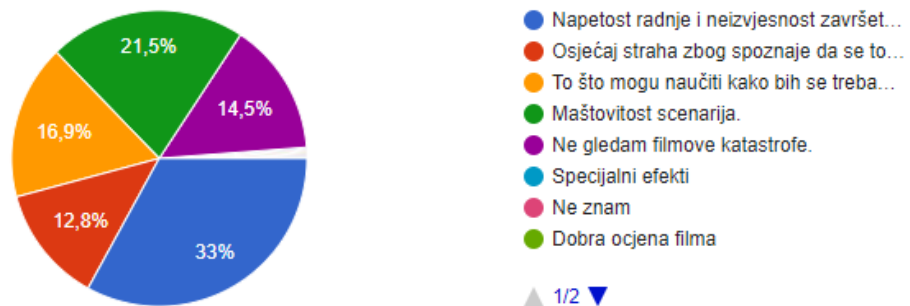 21,5%
14,5%
16,9%
12,8%
33%
Napetost radnje i neizvjesnost završet...
Osjećaj straha zbog spoznaje da se to...
To što mogu naučiti kako bih se treba...
Maštovitost scenarija.
Ne gledam filmove katastrofe.
Specijalni efekti
Ne znam
Dobra ocjena filma
1/2